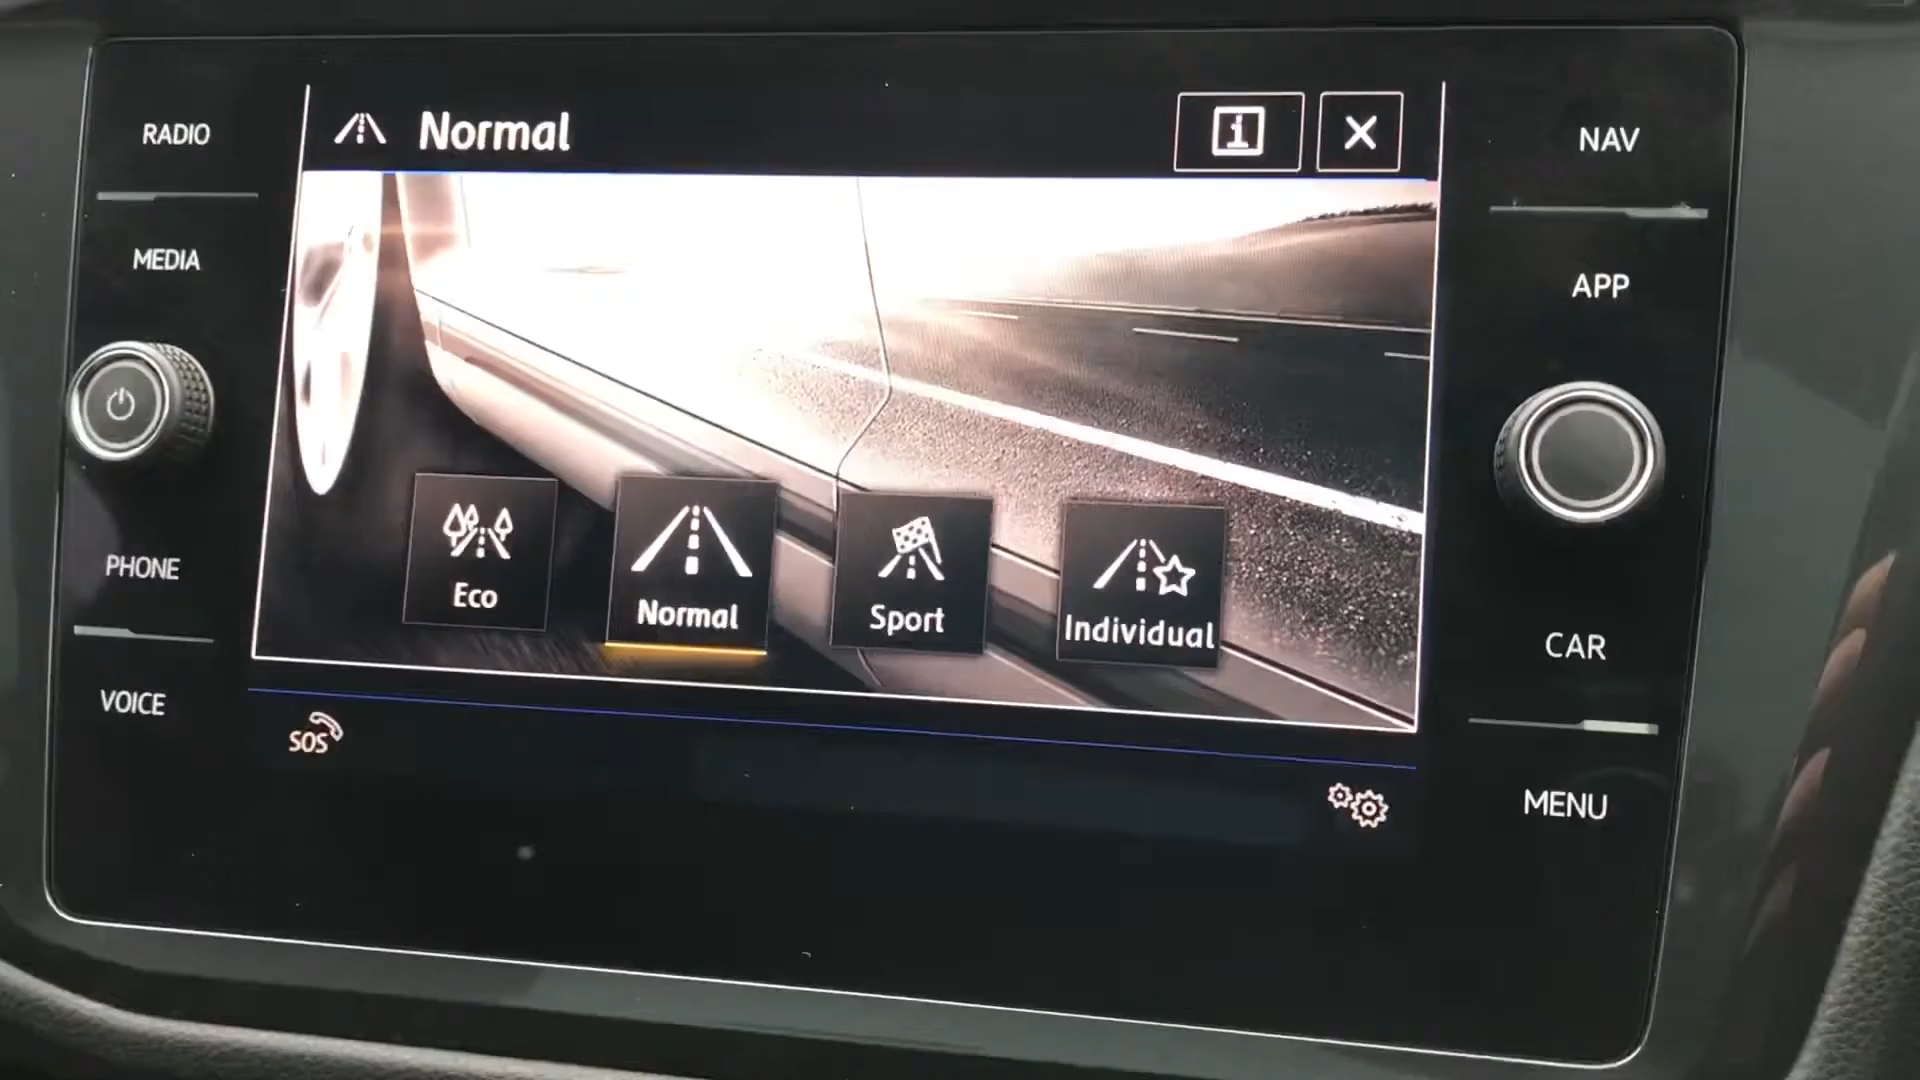 RADIO
MEDIA
PHONE
VOICE
Normal
i
Eco
Normal
Sport
Individual
SOS
NAV
APP
CAR
MENU